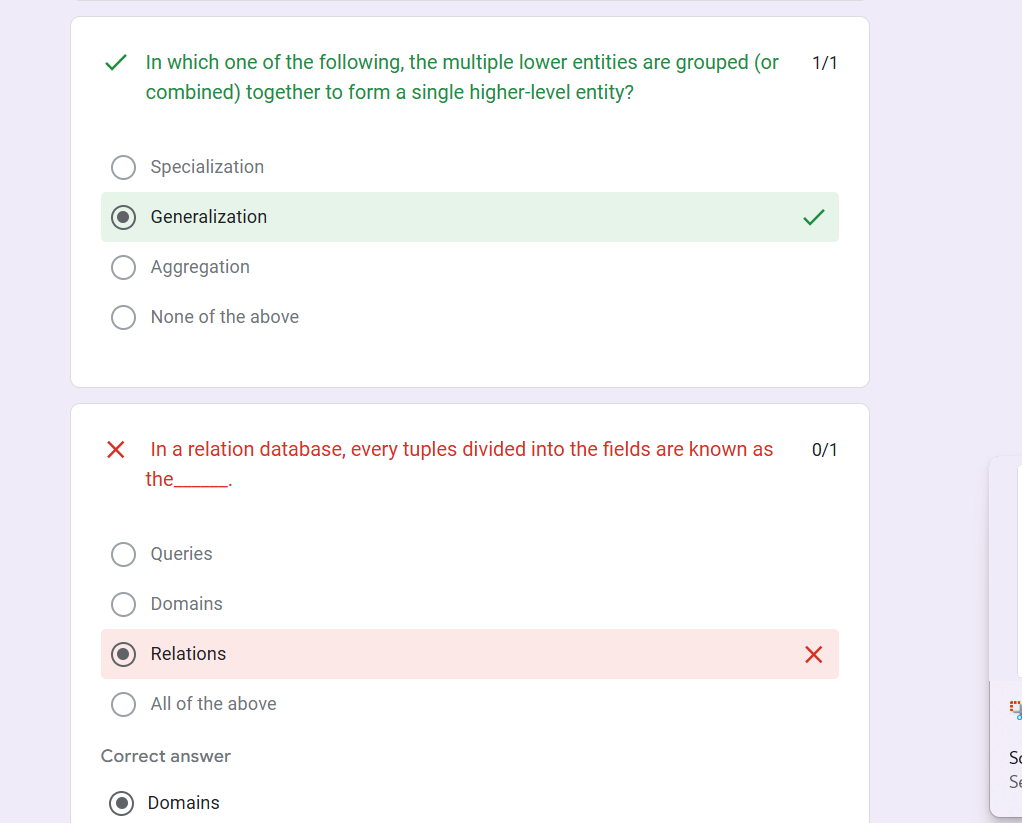 In which one of the following, the multiple lower entities are grouped (or
1/1
combined) together to form a single higher-level entity?
Specialization
Generalization
Aggregation
None of the above
In a relation database, every tuples divided into the fields are known as
0/1
the______.
Queries
Domains
Relations
All of the above
Correct answer
Domains